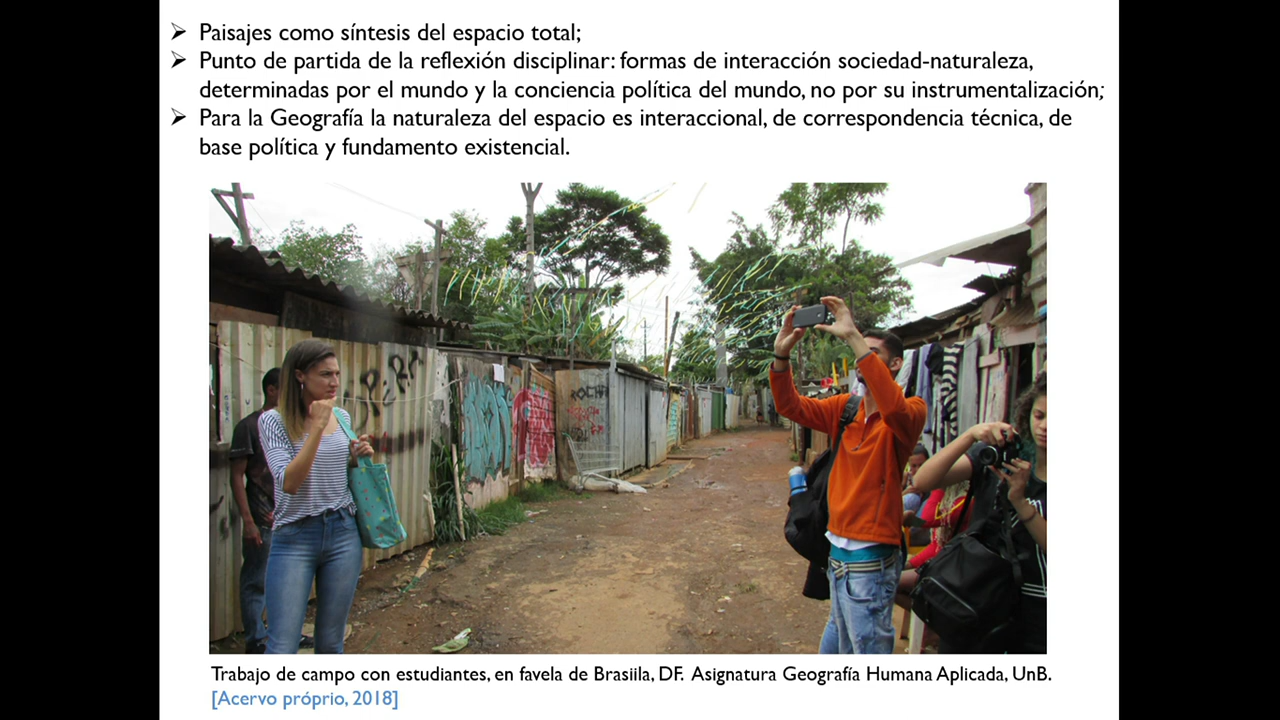 ➢ Paisajes como síntesis del espacio total;
➢ Punto de partida de la reflexión disciplinar: formas de interacción sociedad-naturaleza,
determinadas por el mundo y la conciencia política del mundo, no por su instrumentalización;
➢ Para la Geografía la naturaleza del espacio es interaccional, de correspondencia técnica, de
base política y fundamento existencial.
Trabajo de campo con estudiantes, en favela de Brasiila, DF. Asignatura Geografía Humana Aplicada, UnB.
[Acervo próprio, 2018]